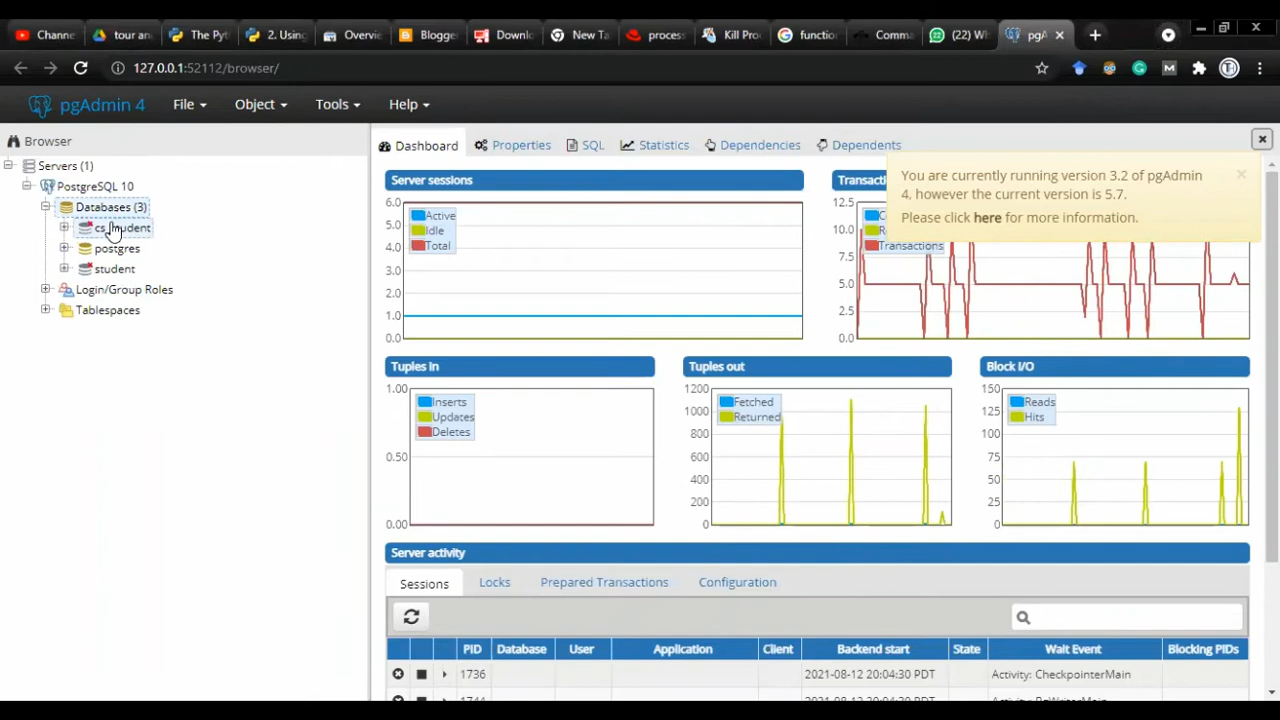 Channe
tour an
The Py
2. Using
Overvie
Blogge
Downlo
New Ta
process
Kill Pro
functio
Comma
(22) W
pgA
127.0.0.1:52112/browser/
pgAdmin 4
File
Object
Tools
Help
Browser
Servers (1)
PostgreSQL 10
Databases (3)
postgres
student
Login/Group Roles
Tablespaces
Dashboard
Properties
SQL
Statistics
Dependencies
Dependents
You are currently running version 3.2 of pgAdmin
4, however the current version is 5.7.
Please click here for more information.
Server sessions
6.0
5.0
4.0
3.0
2.0
1.0
0.0
Active
Idle
Total
12.5
10.0
7.5
5.0
2.5
0.0
Transactions
Tuples in
1.00
0.50
0.00
Inserts
Updates
Deletes
Tuples out
1200
1000
800
600
400
200
0
Fetched
Returned
Block I/O
150
125
100
75
50
25
0
Reads
Hits
Server activity
Sessions
Locks
Prepared Transactions
Configuration
PID Database User Application Client Backend start State Wait Event Blocking PIDs
1736 2021-08-12 20:04:30 PDT Activity: CheckpointerMain